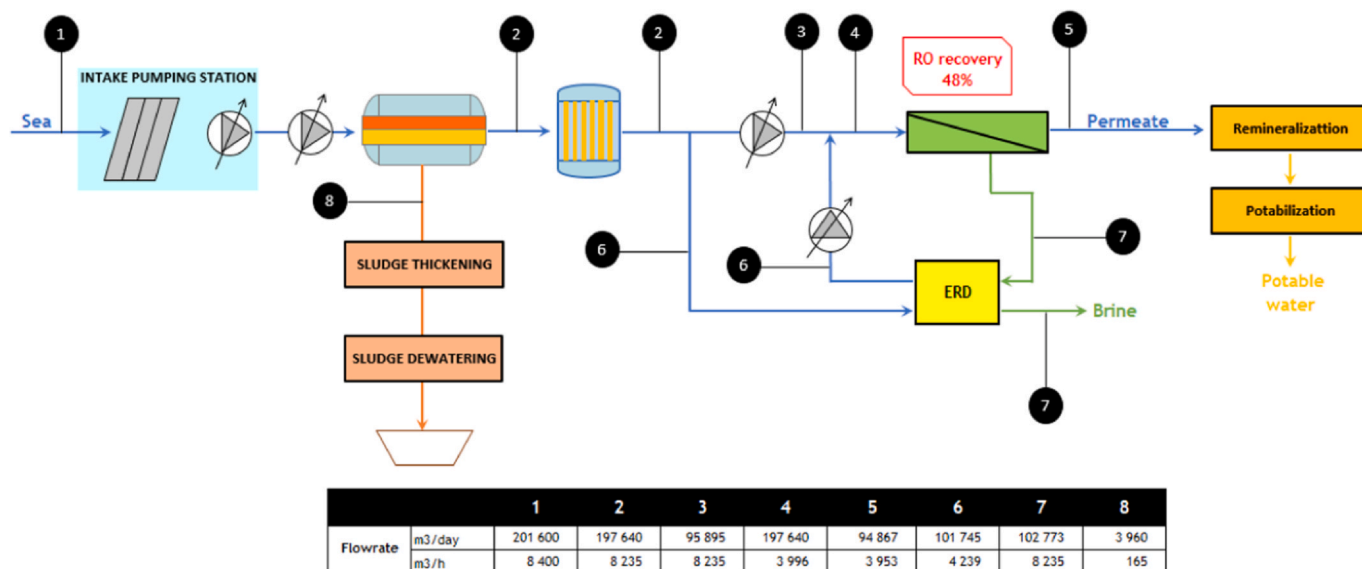 1
2
2
3
4
5
RO recovery
48%
INTAKE PUMPING STATION
Sea
Permeate
Remineralizattion
8
Potabilization
6
6
7
SLUDGE THICKENING
ERD
Potable
water
Brine
SLUDGE DEWATERING
7
1 2 3 4 5 6 7 8
Flowrate m3/day 201 600 197 640 95 895 197 640 94 867 101 745 102 773 3 960
m3/h 8 400 8 235 8 235 3 996 3 953 4 239 8 235 165